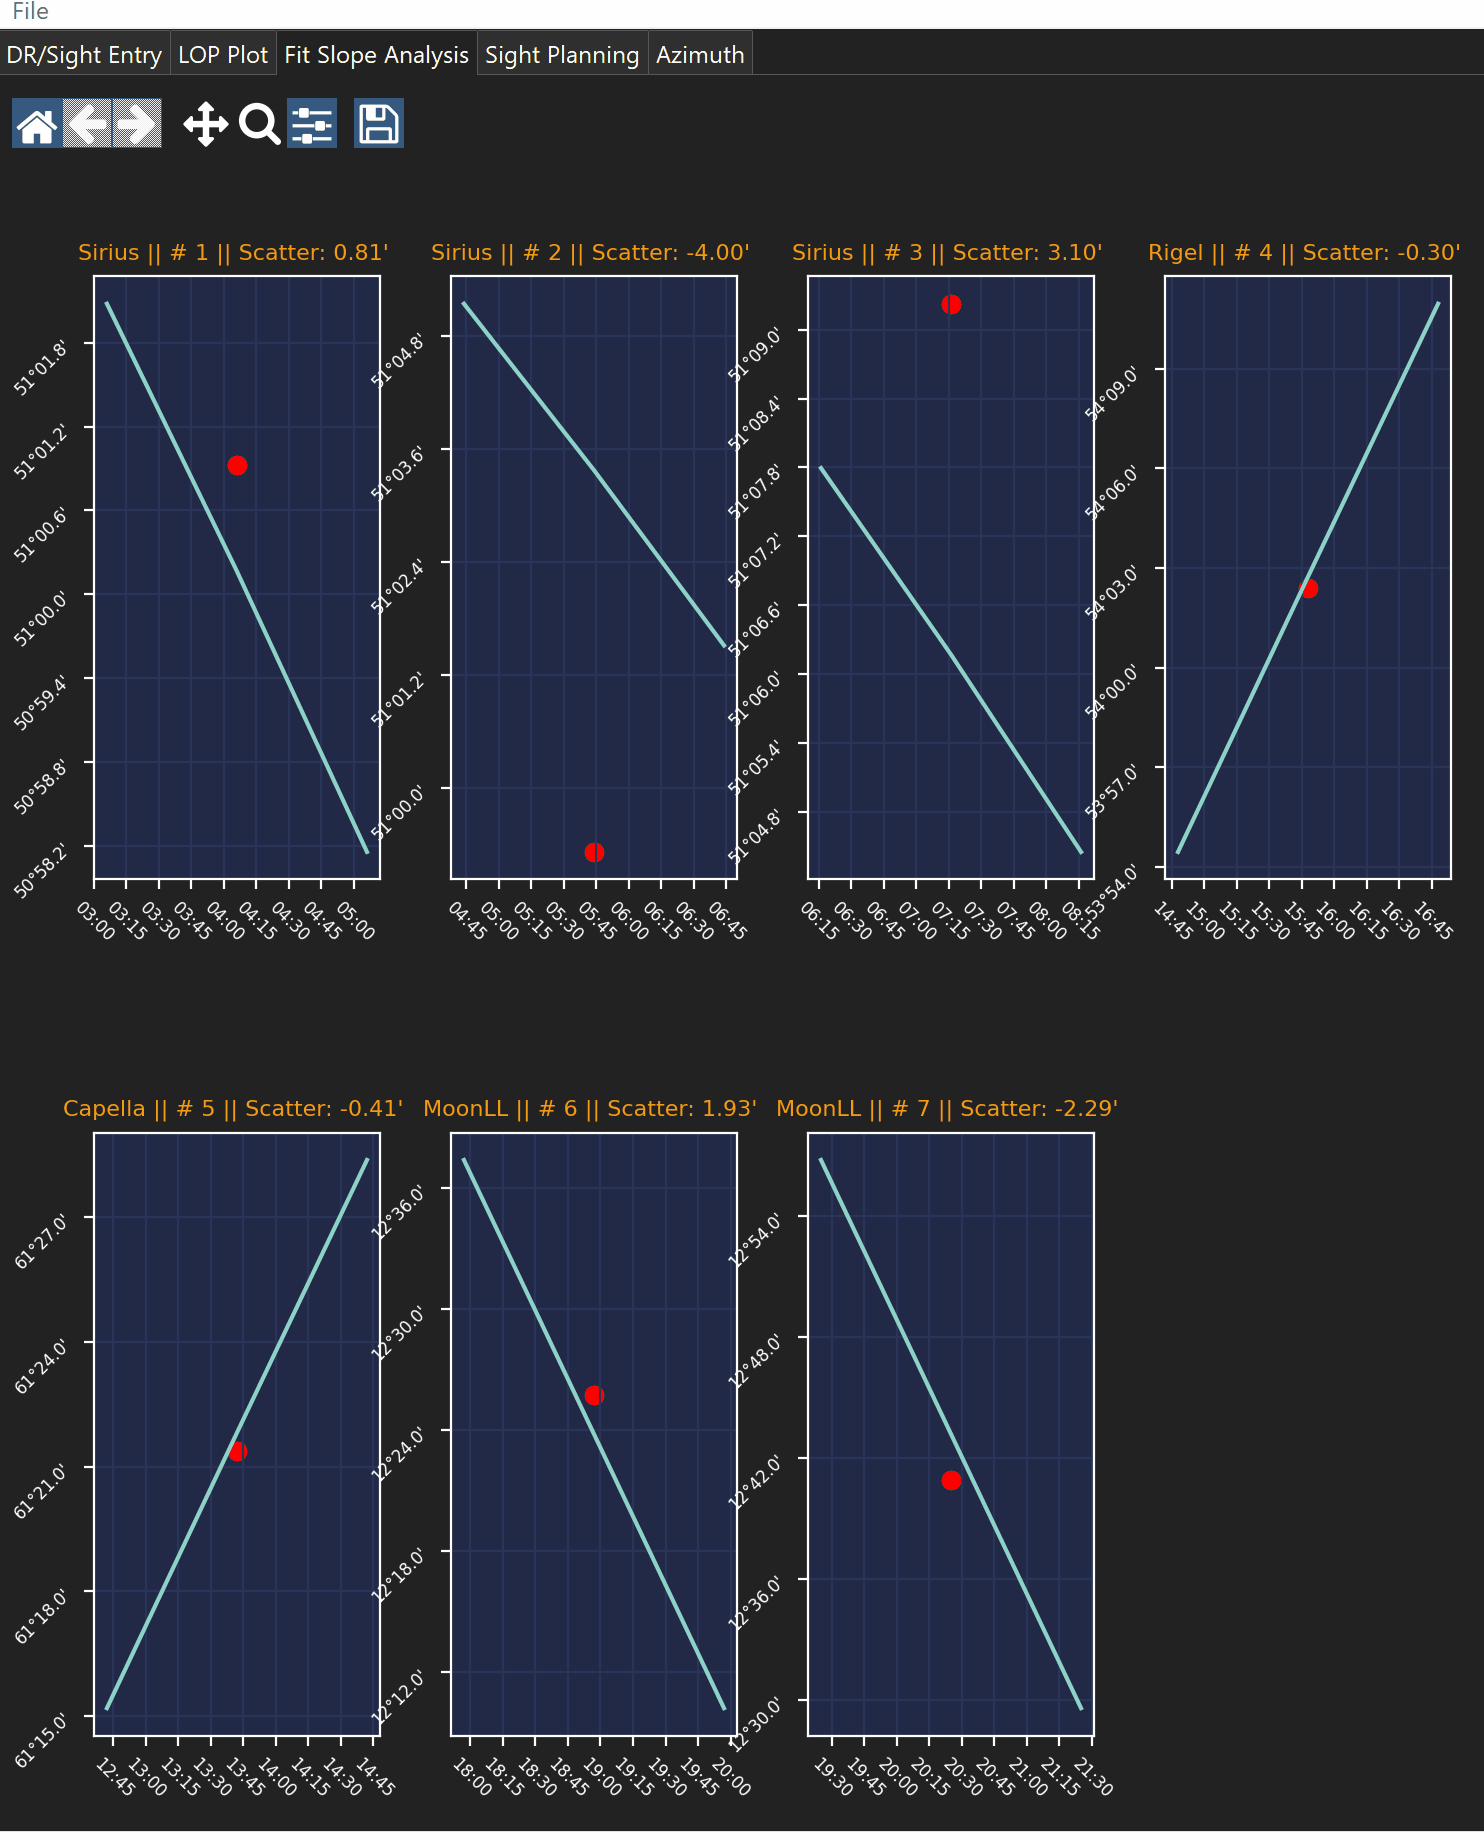 File
DR/Sight Entry LOP Plot Fit Slope Analysis Sight Planning Azimuth
Sirius || # 1 || Scatter: 0.81'
51°01.8'
51°01.2'
51°00.6'
51°00.0'
50°59.4'
50°58.8'
50°58.2'
03:00 03:15 03:30 03:45 04:00 04:15 04:30 04:45 05:00
Sirius || # 2 || Scatter: -4.00'
51°04.8'
51°03.6'
51°02.4'
51°01.2'
51°00.0'
04:45 05:00 05:15 05:30 05:45 06:00 06:15 06:30 06:45
Sirius || # 3 || Scatter: 3.10'
51°09.0'
51°08.4'
51°07.8'
51°07.2'
51°06.6'
51°06.0'
51°05.4'
51°04.8'
06:15 06:30 06:45 07:00 07:15 07:30 07:45 08:00 08:15
Rigel || # 4 || Scatter: -0.30'
54°09.0'
54°06.0'
54°03.0'
54°00.0'
53°57.0'
53°54.0'
14:45 15:00 15:15 15:30 15:45 16:00 16:15 16:30 16:45
Capella || # 5 || Scatter: -0.41'
61°27.0'
61°24.0'
61°21.0'
61°18.0'
61°15.0'
12:45 13:00 13:15 13:30 13:45 14:00 14:15 14:30 14:45
MoonLL || # 6 || Scatter: 1.93'
12°36.0'
12°30.0'
12°24.0'
12°18.0'
12°12.0'
18:00 18:15 18:30 18:45 19:00 19:15 19:30 19:45 20:00
MoonLL || # 7 || Scatter: -2.29'
12°54.0'
12°48.0'
12°42.0'
12°36.0'
12°30.0'
19:30 19:45 20:00 20:15 20:30 20:45 21:00 21:15 21:30